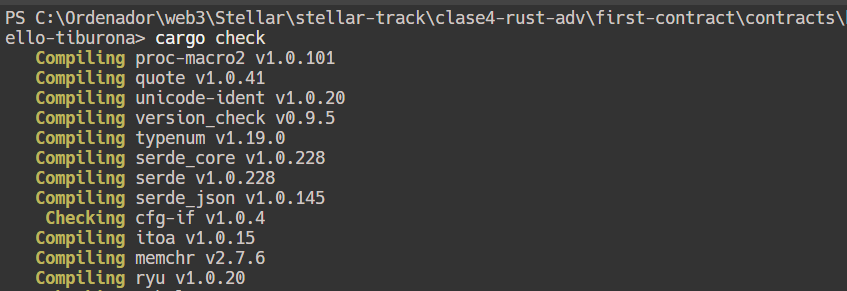 PS C:\Ordenador\web3\Stellar\stellar-track\clase4-rust-adv\first-contract\contracts\
ello-tiburona> cargo check
Compiling proc-macro2 v1.0.101
Compiling quote v1.0.41
Compiling unicode-ident v1.0.20
Compiling version_check v0.9.5
Compiling typenum v1.19.0
Compiling serde_core v1.0.228
Compiling serde v1.0.228
Compiling serde_json v1.0.145
Checking cfg-if v1.0.4
Compiling itoa v1.0.15
Compiling memchr v2.7.6
Compiling ryu v1.0.20